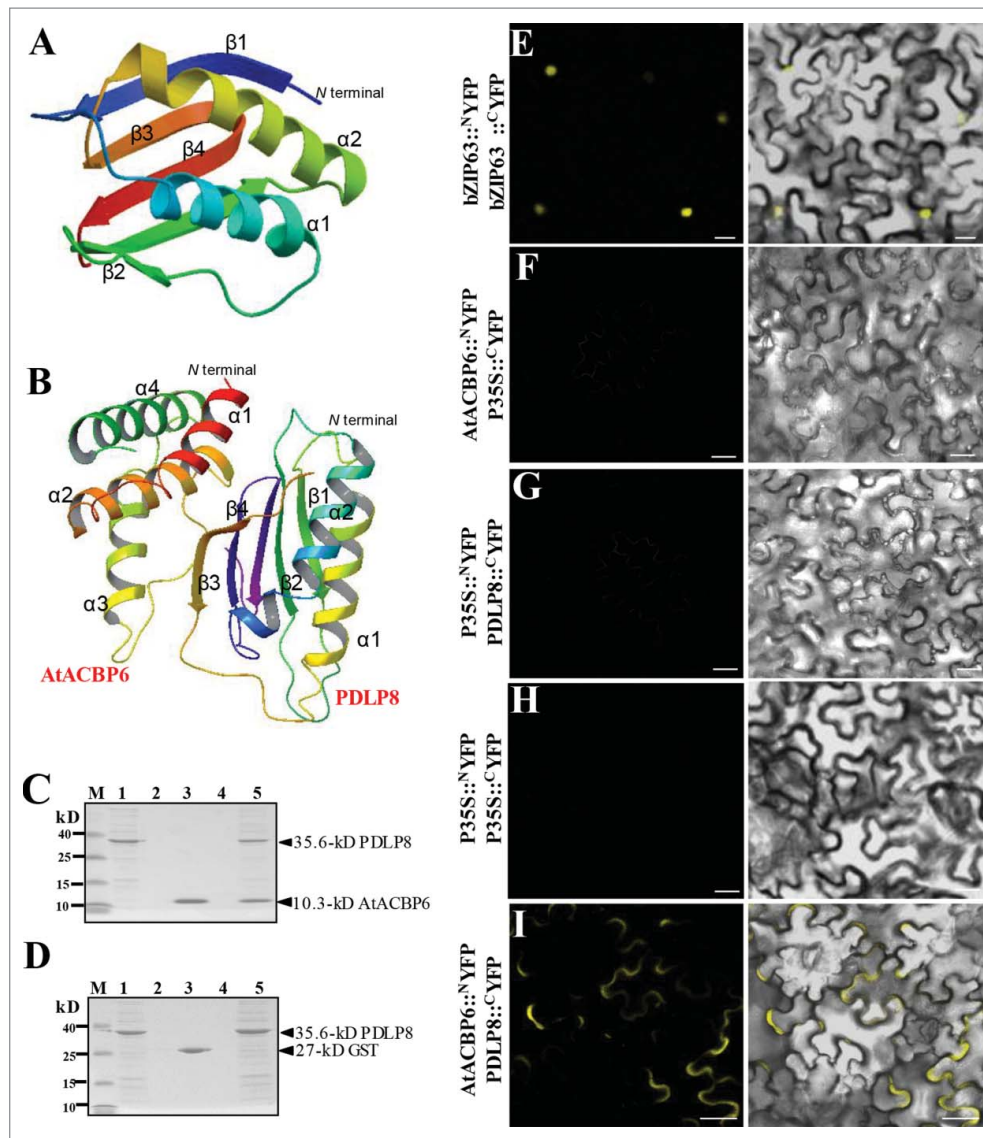 A
β1
N terminal
β3
β4
α2
α1
β2
B
N terminal
α4
α1
N terminal
α2
β4
β1
α2
β3
β2
α3
α1
AtACBP6
PDLP8
C
M 1 2 3 4 5
kD
40
35.6-kD PDLP8
25
15
10
10.3-kD AtACBP6
D
M 1 2 3 4 5
kD
40
35.6-kD PDLP8
25
27-kD GST
15
10
E
bZIP63::NYFP
bZIP63 ::CYFP
F
AtACBP6::NYFP
P35S::CYFP
G
P35S::NYFP
PDLP8::CYFP
H
P35S::NYFP
P35S::CYFP
I
AtACBP6::NYFP
PDLP8::CYFP